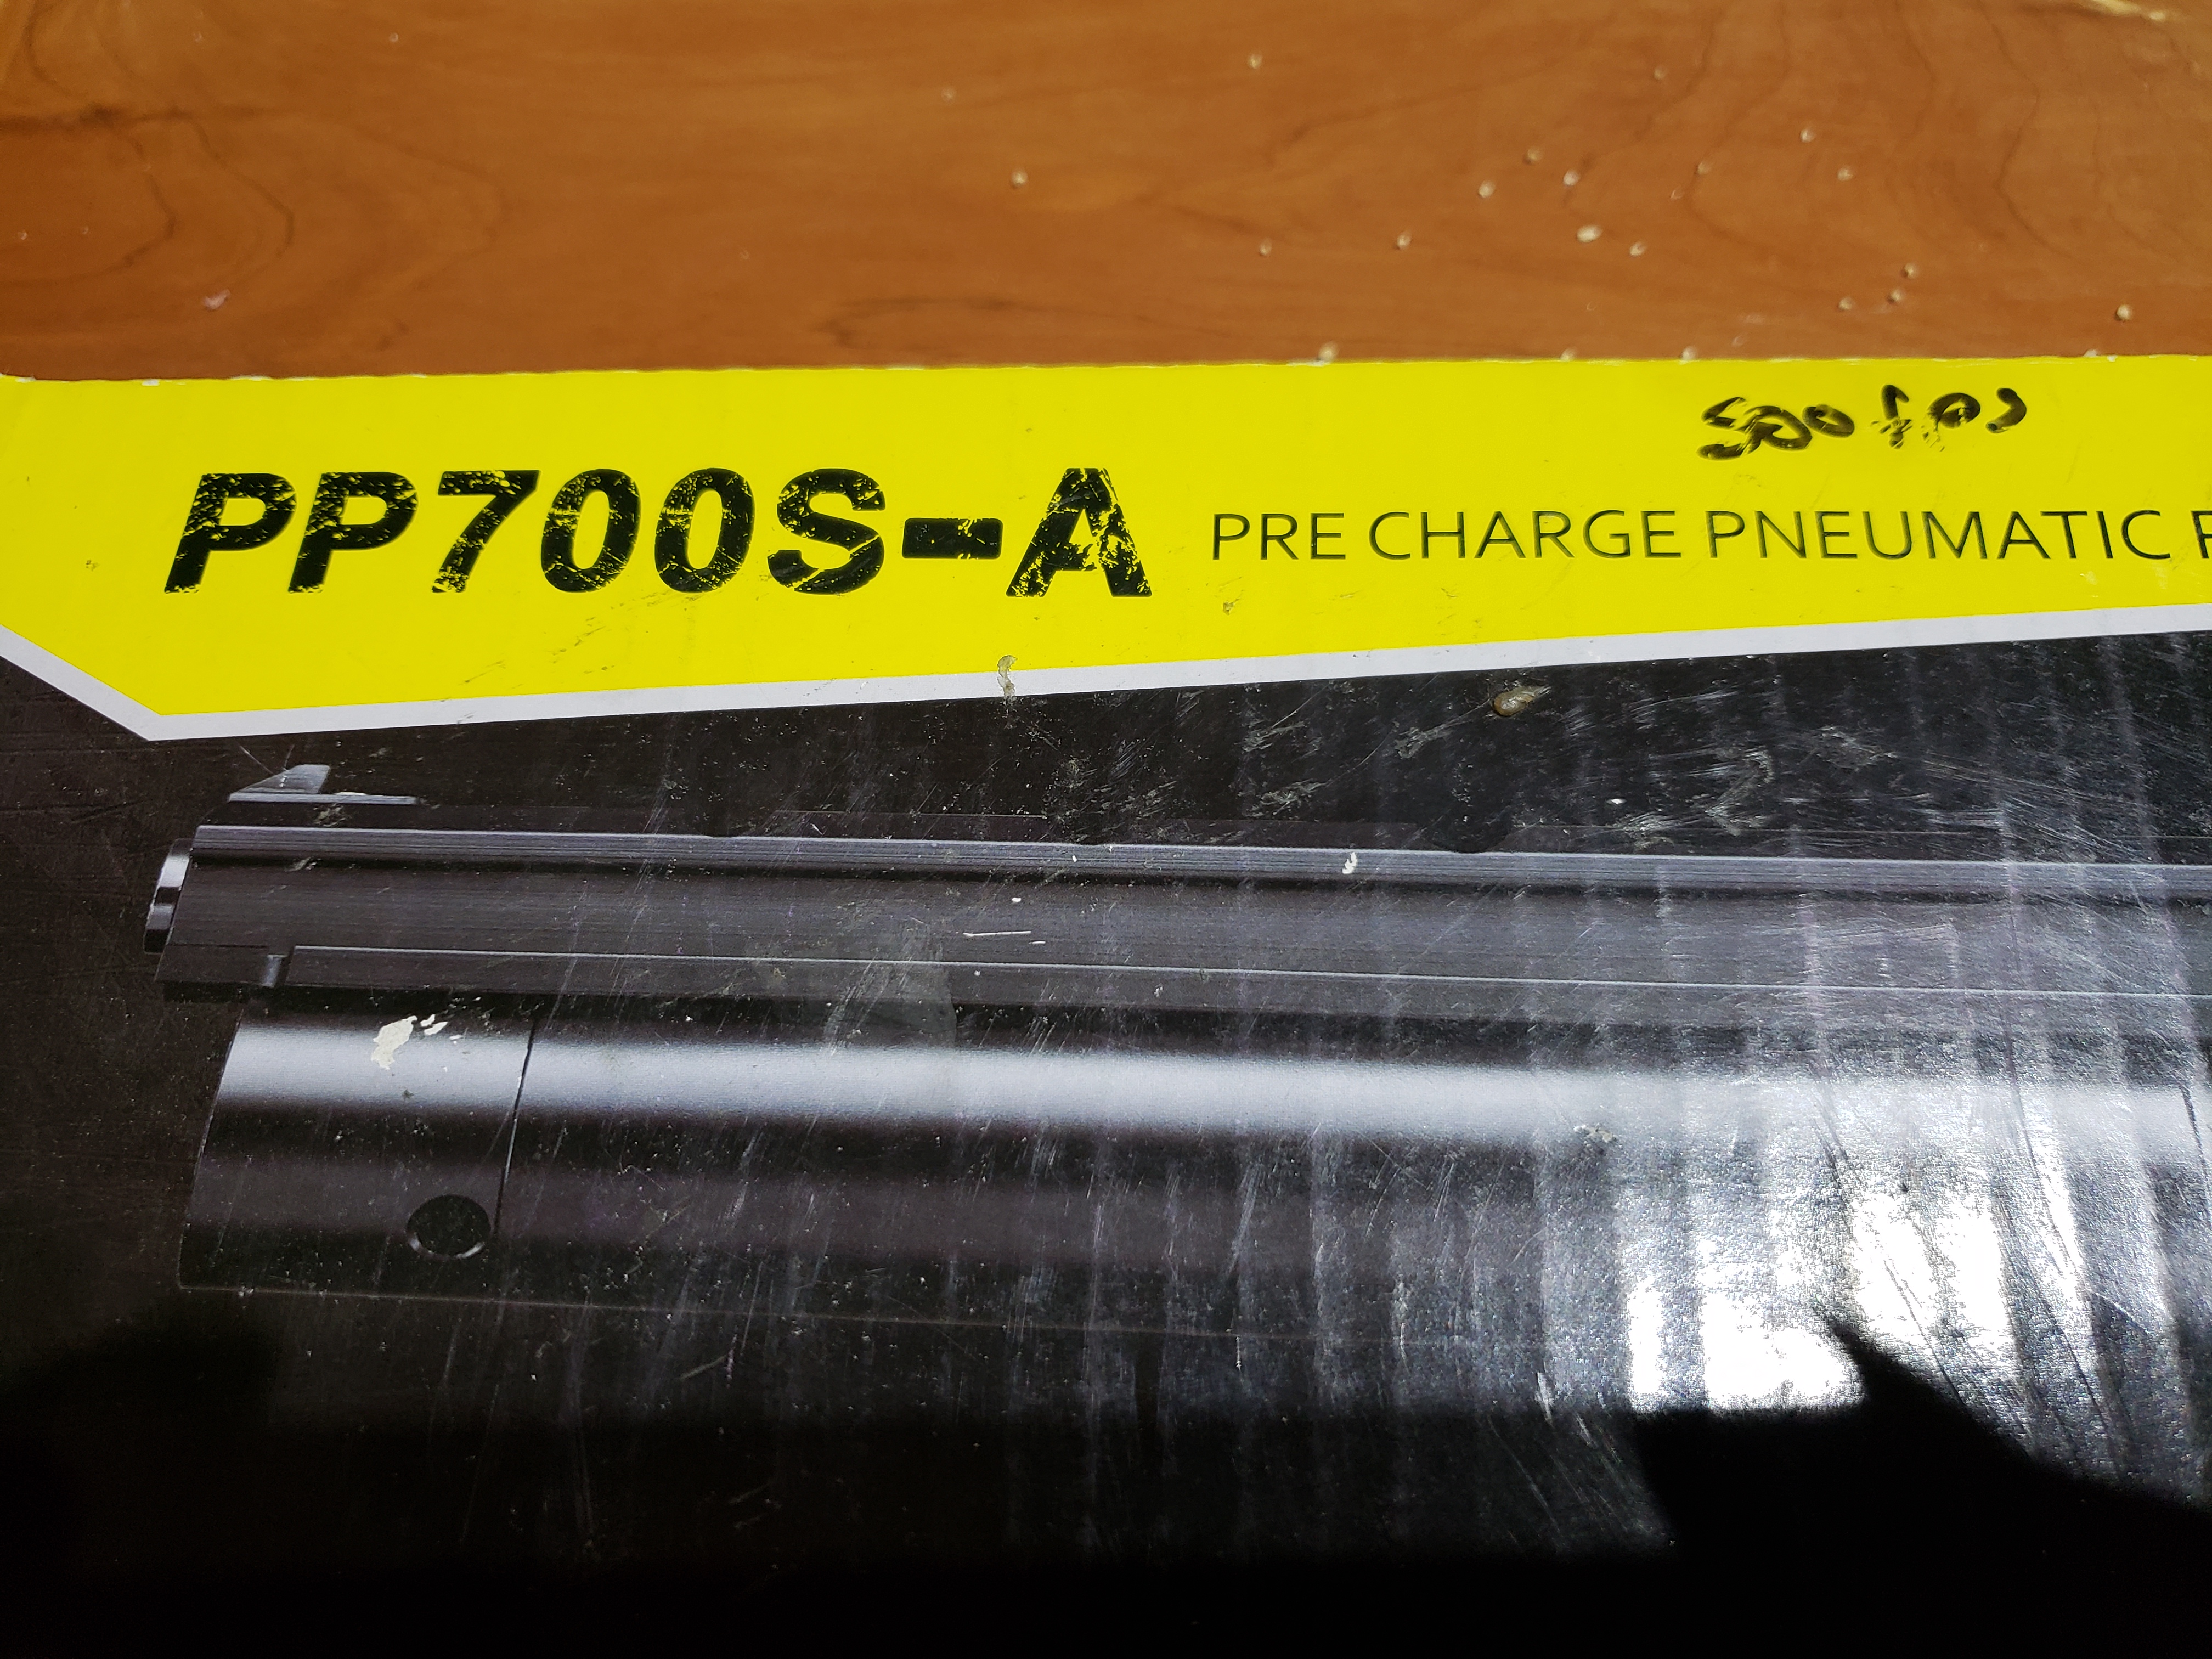 500 fps
PP700S-A PRE CHARGE PNEUMATIC